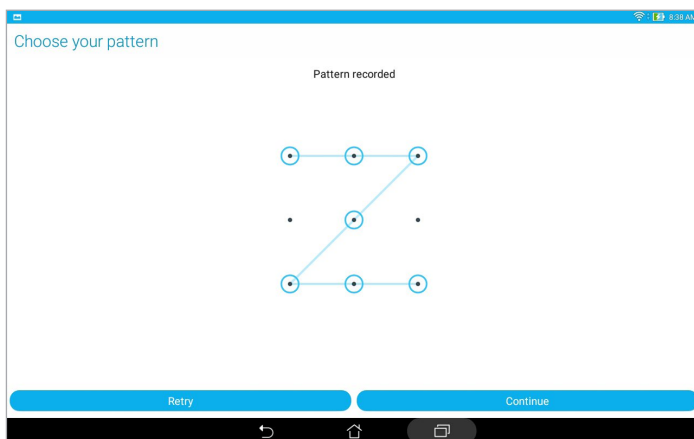 8:38 AM
Choose your pattern
Pattern recorded
Retry
Continue